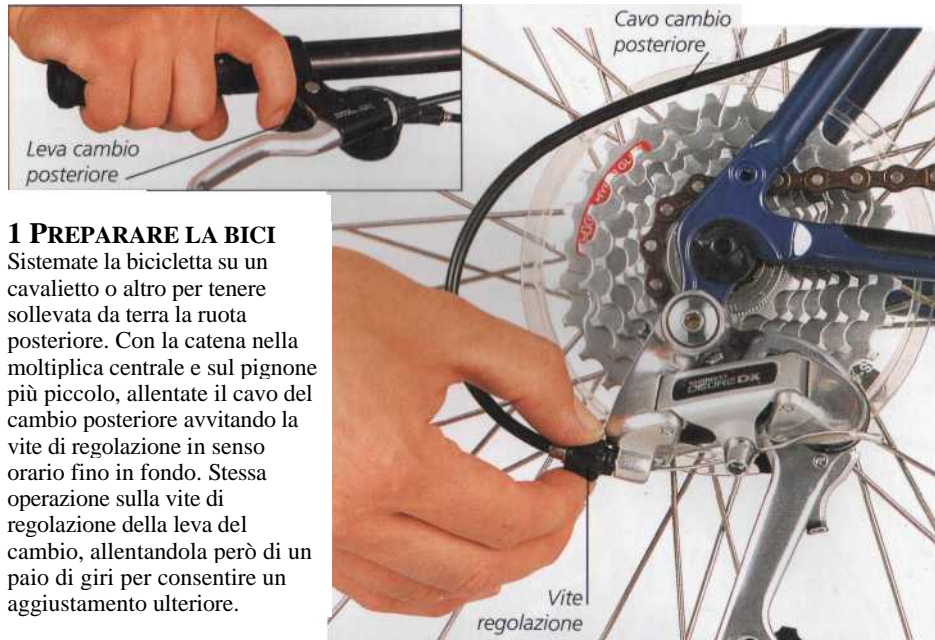 Leva cambio
posteriore
Cavo cambio
posteriore
1 PREPARARE LA BICI
Sistemate la bicicletta su un
cavalietto o altro per tenere
sollevata da terra la ruota
posteriore. Con la catena nella
moltiplica centrale e sul pignone
più piccolo, allentate il cavo del
cambio posteriore avvitando la
vite di regolazione in senso
orario fino in fondo. Stessa
operazione sulla vite di
regolazione della leva del
cambio, allentandola però di un
paio di giri per consentire un
aggiustamento ulteriore.
SHIMANO
DEORE DX
Vite
regolazione